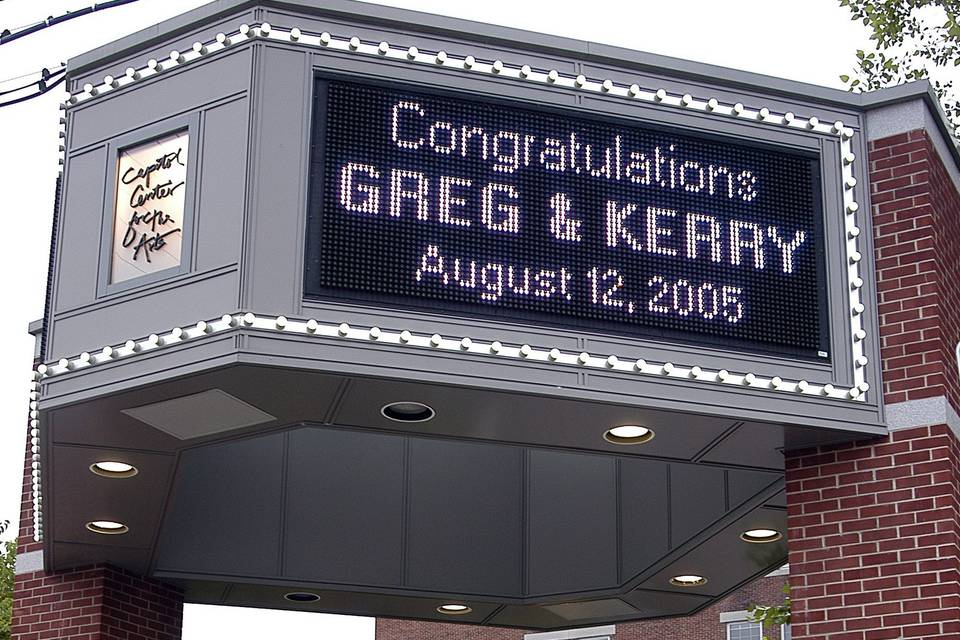 Capitol
Center
for the
Arts
Congratulations
GREG & KERRY
August 12, 2005